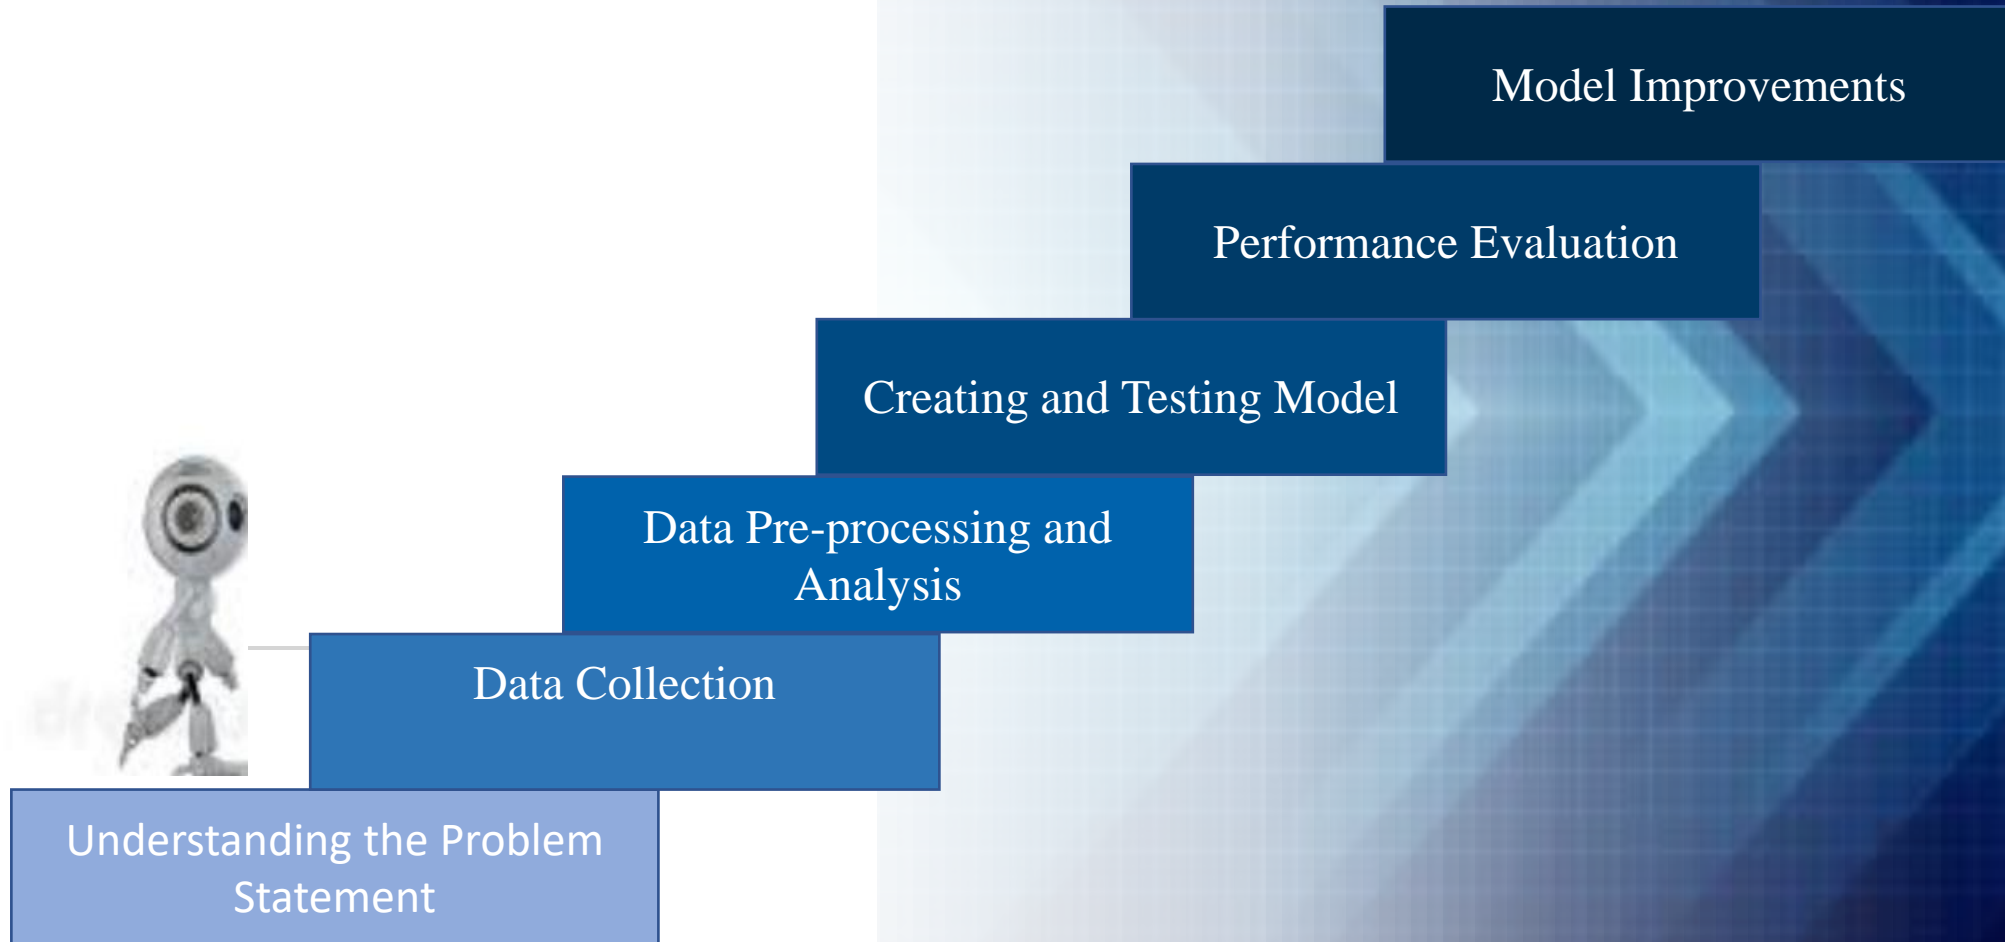 Model Improvements
Performance Evaluation
Creating and Testing Model
Data Pre-processing and
Analysis
Data Collection
Understanding the Problem
Statement